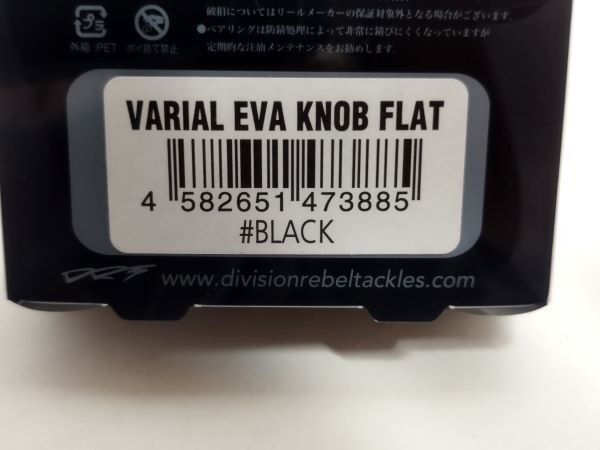 破損についてはリールメーカーの保証対象外となる場合がございます。
●ベアリングは防錆処理によって非常に錆びにくくなっていますが
定期的な注油メンテナンスをお勧めします。
プラ
外箱:PET ポイ捨て禁止
VARIAL EVA KNOB FLAT
4 582651 473885
#BLACK
DRT www.divisionrebeltackles.com